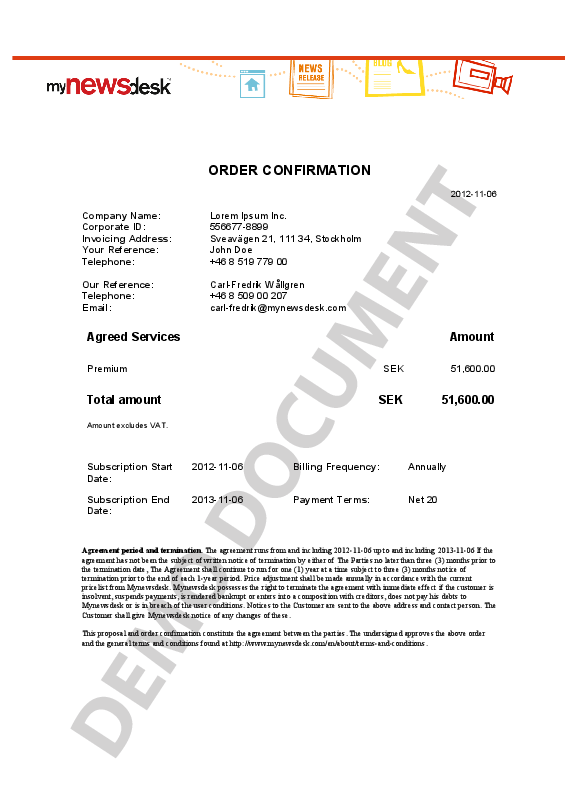 mynewsdesk
NEWS
RELEASE
BLOG
ORDER CONFIRMATION
2012-11-06
Company Name: Lorem Ipsum Inc.
Corporate ID: 556677-8899
Invoicing Address: Sveavägen 21, 111 34, Stockholm
Your Reference: John Doe
Telephone: +46 8 519 779 00
Our Reference: Carl-Fredrik Wållgren
Telephone: +46 8 509 00 207
Email: carl-fredrik@mynewsdesk.com
Agreed Services Amount
Premium SEK 51,600.00
Total amount SEK 51,600.00
Amount excludes VAT.
Subscription Start 2012-11-06 Billing Frequency: Annually
Date:
Subscription End 2013-11-06 Payment Terms: Net 20
Date:
Agreement period and termination. The agreement runs from and including 2012-11-06 up to and including 2013-11-06 If the
agreement has not been the subject of written notice of termination by either of The Parties no later than three (3) months prior to
the termination date, The Agreement shall continue to run for one (1) year at a time subject to three (3) months notice of
termination prior to the end of each 1-year period. Price adjustment shall be made annually in accordance with the current
price list from Mynewsdesk. Mynewsdesk possesses the right to terminate the agreement with immediate effect if the customer is
insolvent, suspends payments, is rendered bankrupt or enters into a composition with creditors, does not pay his debts to
Mynewsdesk or is in breach of the user conditions. Notices to the Customer are sent to the above address and contact person. The
Customer shall give Mynewsdesk notice of any changes of these.
This proposal and order confirmation constitute the agreement between the parties. The undersigned approves the above order
and the general terms and conditions found at http://www.mynewsdesk.com/en/about/terms-and-conditions.
DEMO DOCUMENT